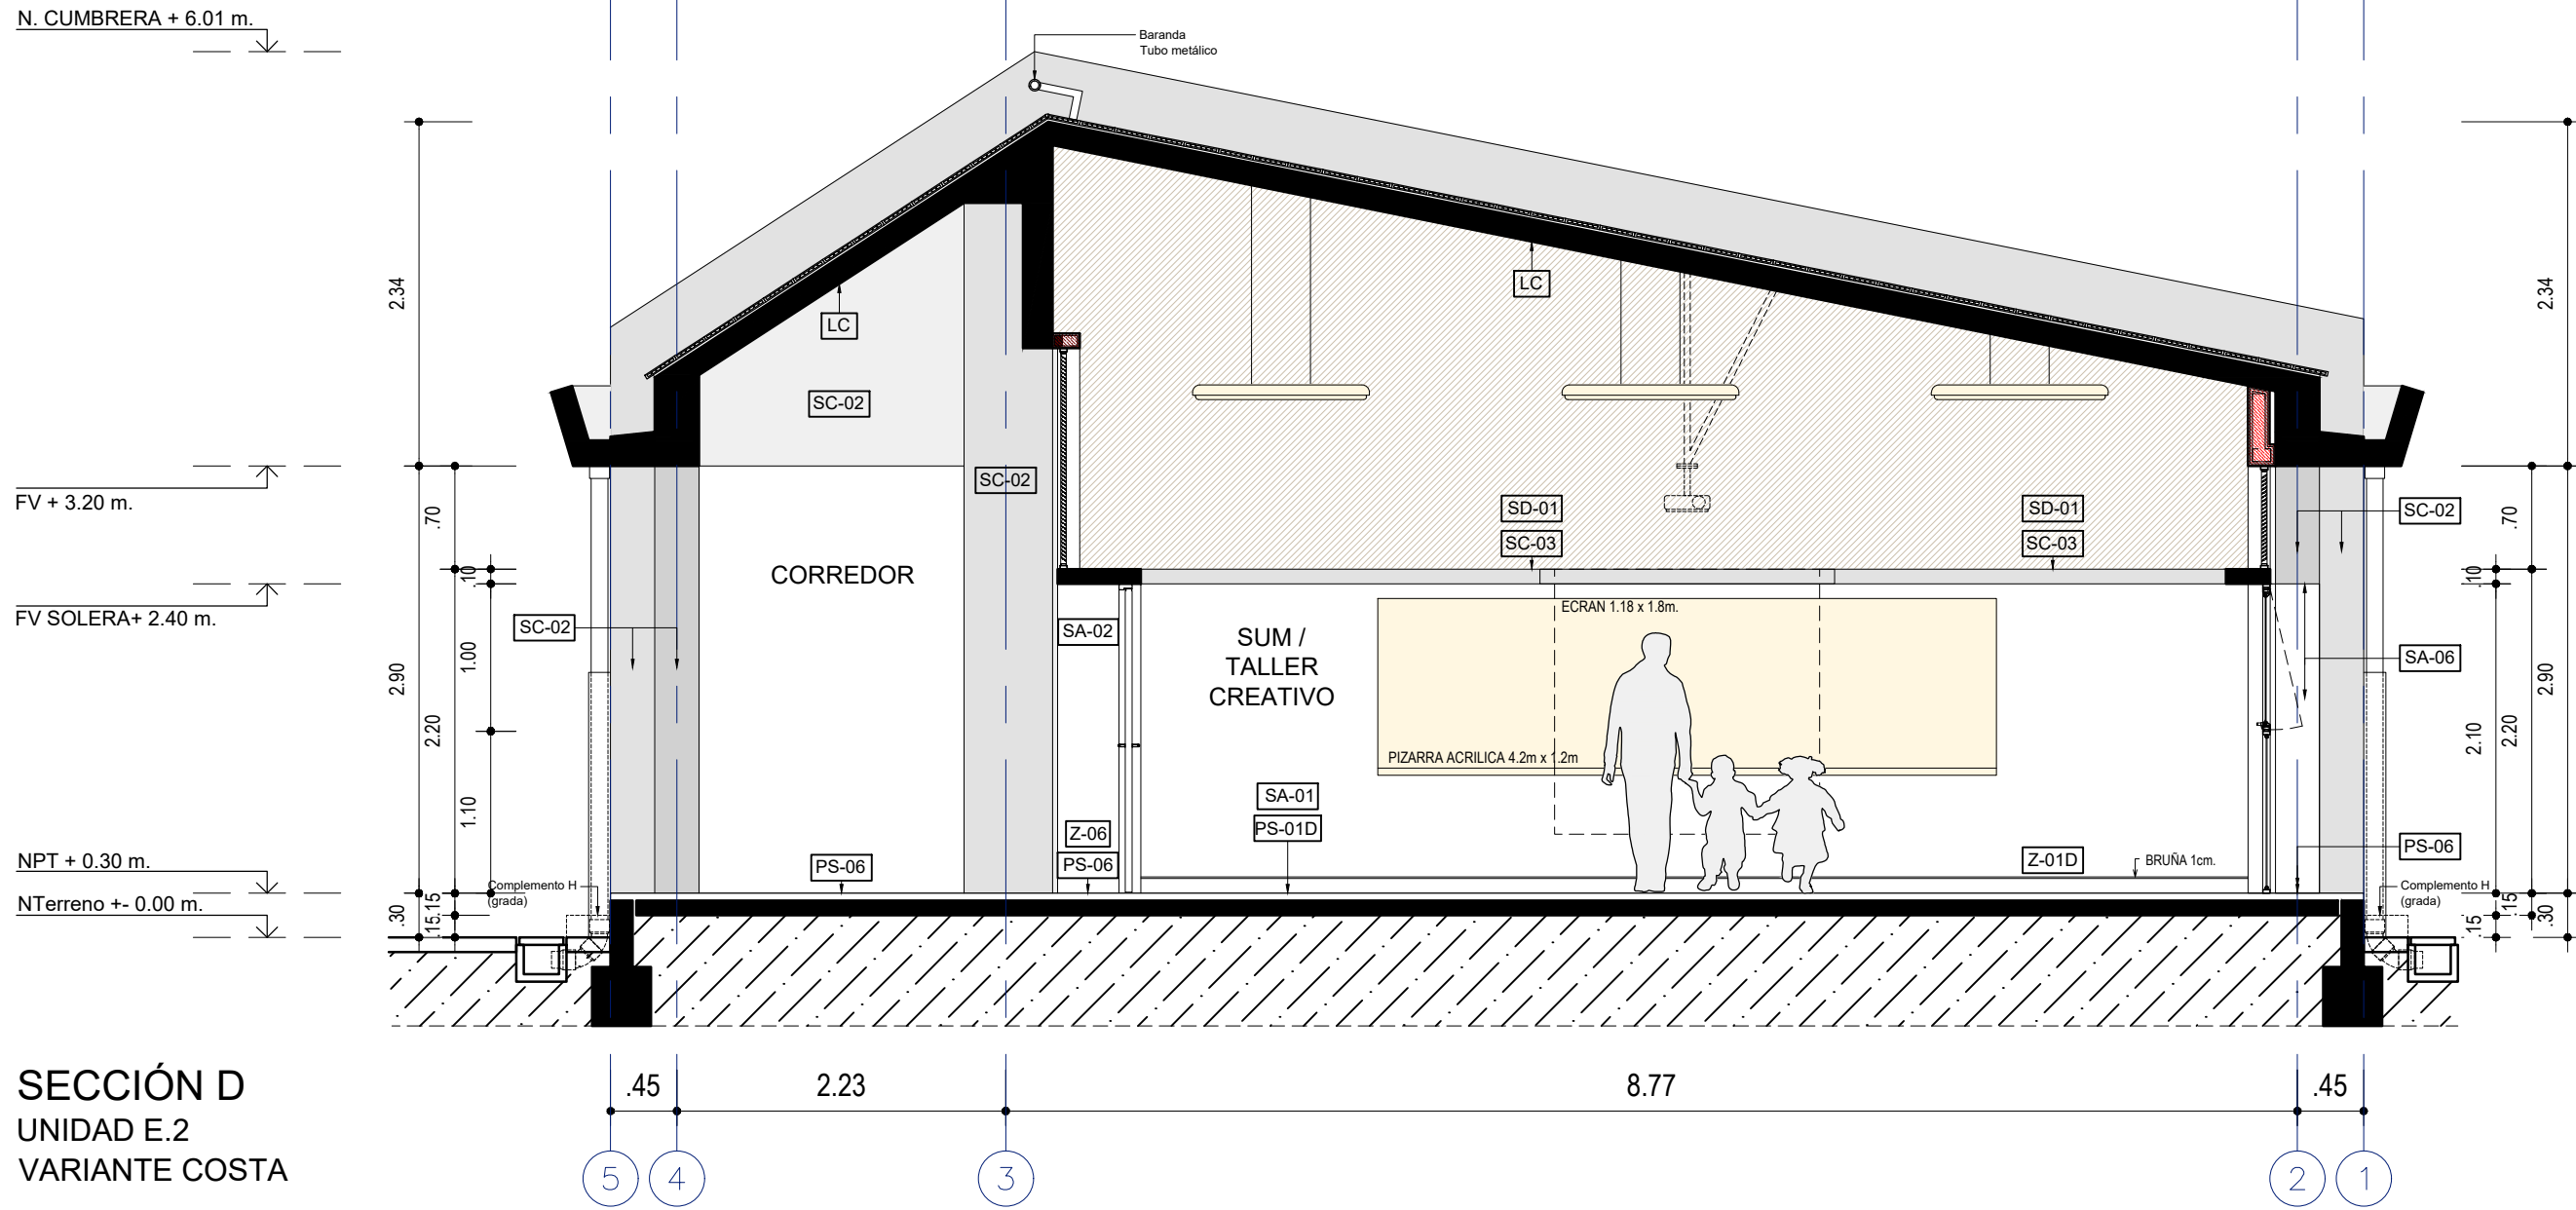 N. CUMBRERA + 6.01 m.
Baranda
Tubo metálico
2.34
2.34
LC
LC
SC-02
SC-02
FV + 3.20 m.
.70
SD-01
SC-03
SD-01
SC-03
SC-02
.70
CORREDOR
.10
.10
FV SOLERA+ 2.40 m.
SC-02
SA-02
ECRAN 1.18 x 1.8m.
SUM /
TALLER
CREATIVO
1.00
2.90
2.20
SA-06
2.90
2.20
2.10
PIZARRA ACRILICA 4.2m x 1.2m
1.10
SA-01
PS-01D
Z-06
PS-06
PS-06
Z-01D
BRUÑA 1cm.
PS-06
NPT + 0.30 m.
Complemento H
(grada)
Complemento H
(grada)
NTerreno +- 0.00 m.
.30
.15
.15
.15
.15
.30
SECCIÓN D
UNIDAD E.2
VARIANTE COSTA
.45
2.23
8.77
.45
5
4
3
2
1